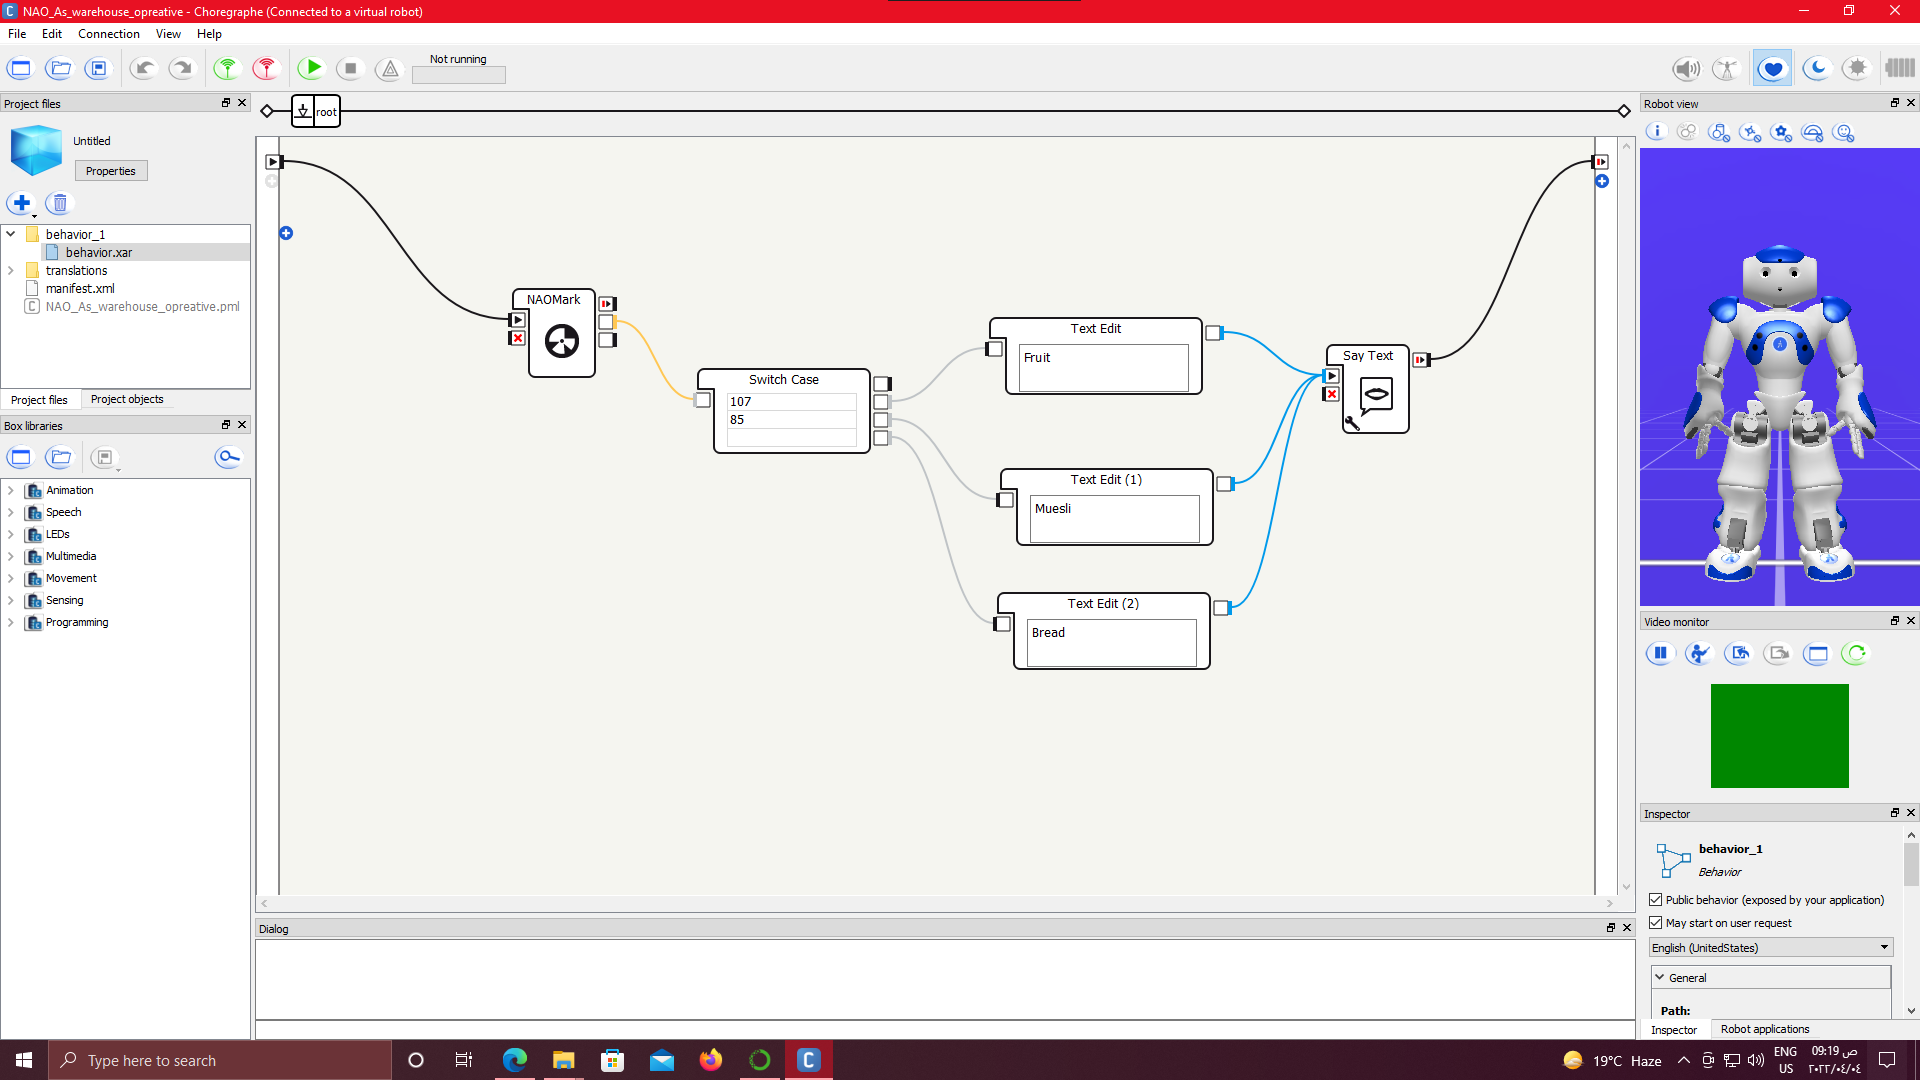 NAO_As_warehouse_opreative - Choregraphe (Connected to a virtual robot)
File Edit Connection View Help
Not running
Project files
Untitled
Properties
behavior_1
behavior.xar
translations
manifest.xml
NAO_As_warehouse_opreative.pml
Project files Project objects
Box libraries
Animation
Speech
LEDs
Multimedia
Movement
Sensing
Programming
root
NAOMark
Switch Case
107
85
Text Edit
Fruit
Text Edit (1)
Muesli
Text Edit (2)
Bread
Say Text
Dialog
Robot view
Video monitor
Inspector
behavior_1
Behavior
Public behavior (exposed by your application)
May start on user request
English (UnitedStates)
General
Path:
Inspector Robot applications
Type here to search
19°C Haze
ENG
US
09:19 ص
٢٠٢٢/٠٤/٠٤